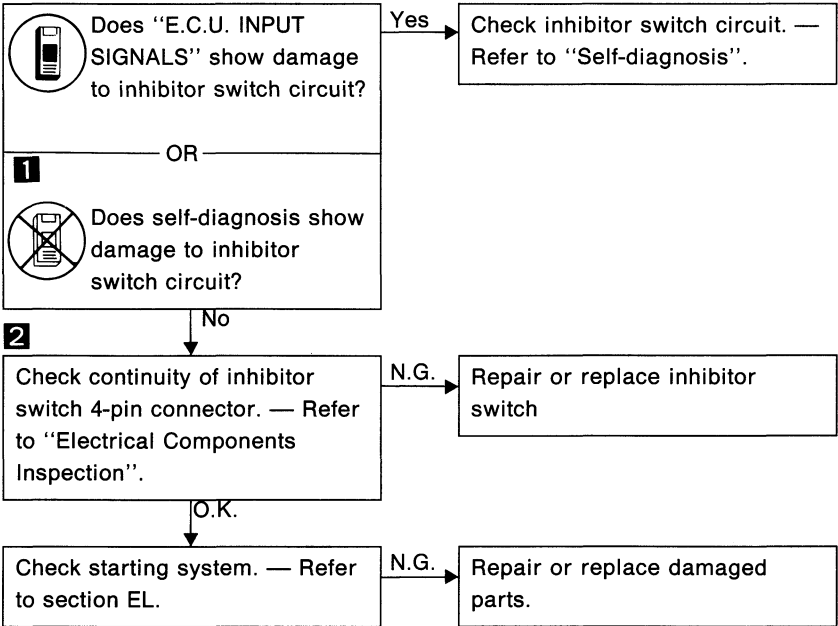 Does "E.C.U. INPUT
SIGNALS" show damage
to inhibitor switch circuit?
Yes
Check inhibitor switch circuit. —
Refer to "Self-diagnosis".
OR
1
Does self-diagnosis show
damage to inhibitor
switch circuit?
No
2
Check continuity of inhibitor
switch 4-pin connector. — Refer
to "Electrical Components
Inspection".
N.G.
Repair or replace inhibitor
switch
O.K.
Check starting system. — Refer
to section EL.
N.G.
Repair or replace damaged
parts.